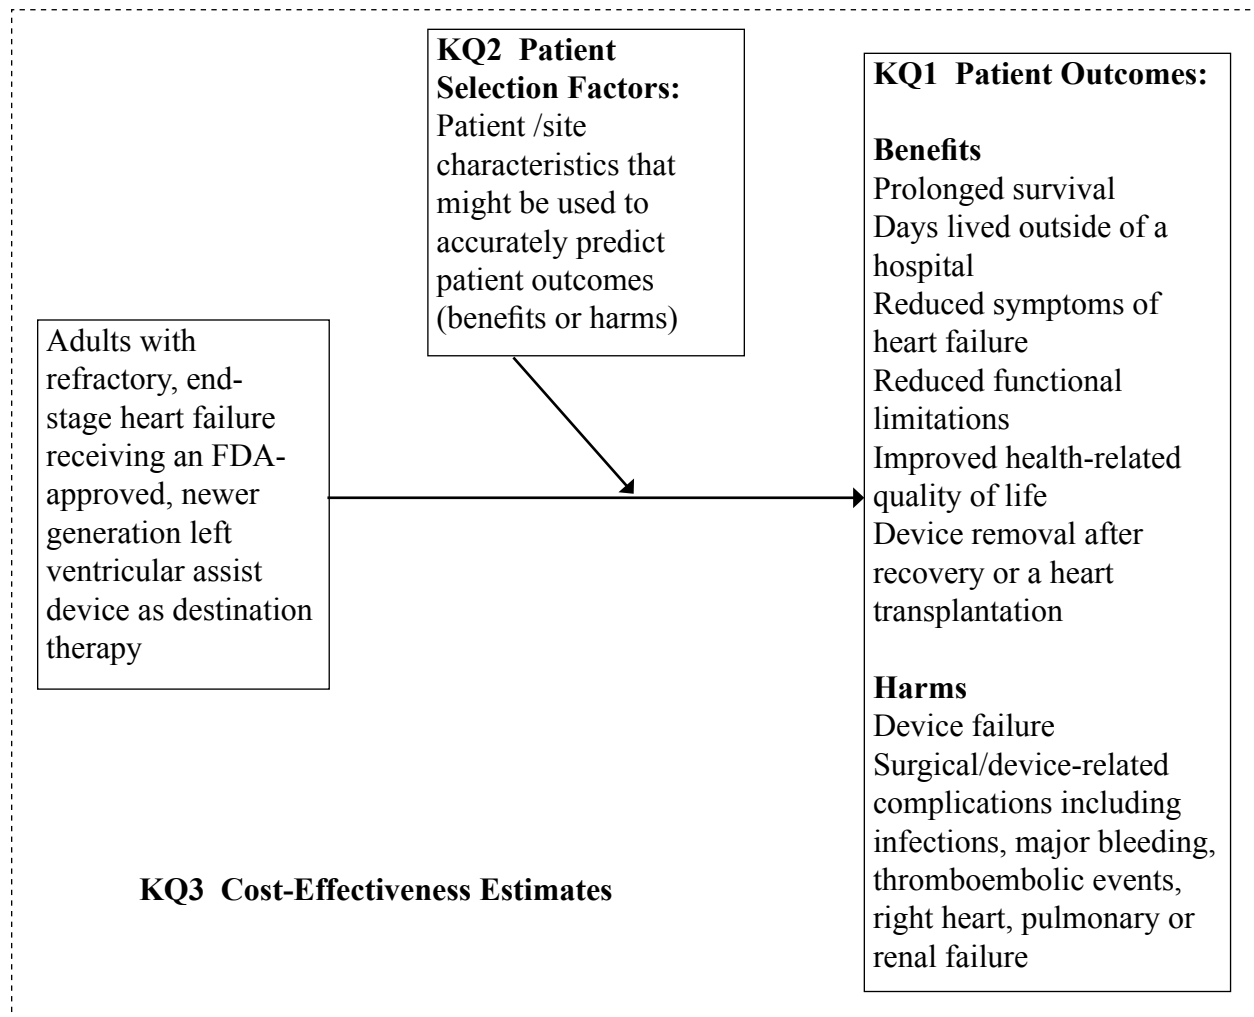 KQ2 Patient
Selection Factors:
Patient /site
characteristics that
might be used to
accurately predict
patient outcomes
(benefits or harms)
KQ1 Patient Outcomes:
Benefits
Prolonged survival
Days lived outside of a
hospital
Reduced symptoms of
heart failure
Reduced functional
limitations
Improved health-related
quality of life
Device removal after
recovery or a heart
transplantation
Harms
Device failure
Surgical/device-related
complications including
infections, major bleeding,
thromboembolic events,
right heart, pulmonary or
renal failure
Adults with
refractory, end-
stage heart failure
receiving an FDA-
approved, newer
generation left
ventricular assist
device as destination
therapy
KQ3 Cost-Effectiveness Estimates